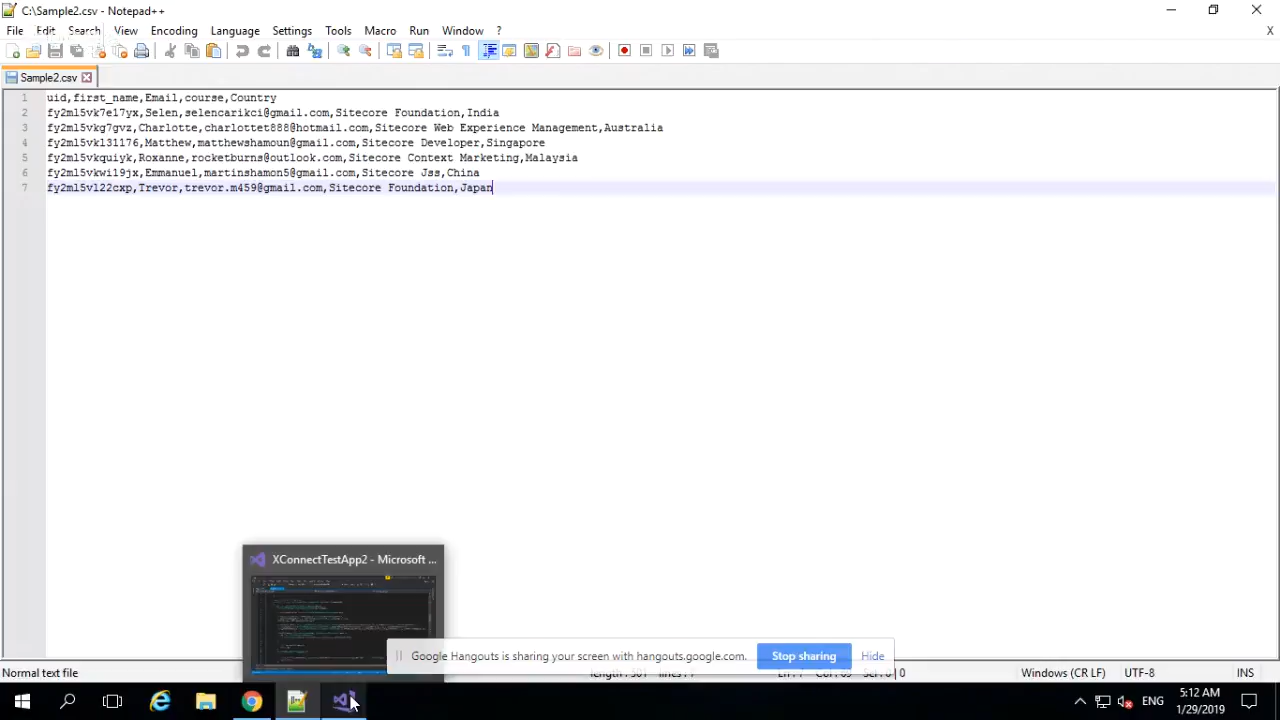 C:\Sample2.csv - Notepad++
File Edit Search View Encoding Language Settings Tools Macro Run Window ? X
Sample2.csv
1 uid,first_name,Email,course,Country
2 fy2ml5vk7e17yx,Selen,selencarikci@gmail.com,Sitecore Foundation,India
3 fy2ml5vkg7gvz,Charlotte,charlottet888@hotmail.com,Sitecore Web Experience Management,Australia
4 fy2ml5vkl31176,Matthew,matthewshamoun@gmail.com,Sitecore Developer,Singapore
5 fy2ml5vkquiyk,Roxanne,rocketburns@outlook.com,Sitecore Context Marketing,Malaysia
6 fy2ml5vkwi19jx,Emmanuel,martinshamon5@gmail.com,Sitecore Jss,China
7 fy2ml5vl22cxp,Trevor,trevor.m459@gmail.com,Sitecore Foundation,Japan
XConnectTestApp2 - Microsoft ...
Google Hangouts is sharing your screen with hangouts.google.com.
Stop sharing
Hide
Normal text file
Windows (CR LF) UTF-8 INS
ENG
5:12 AM
1/29/2019